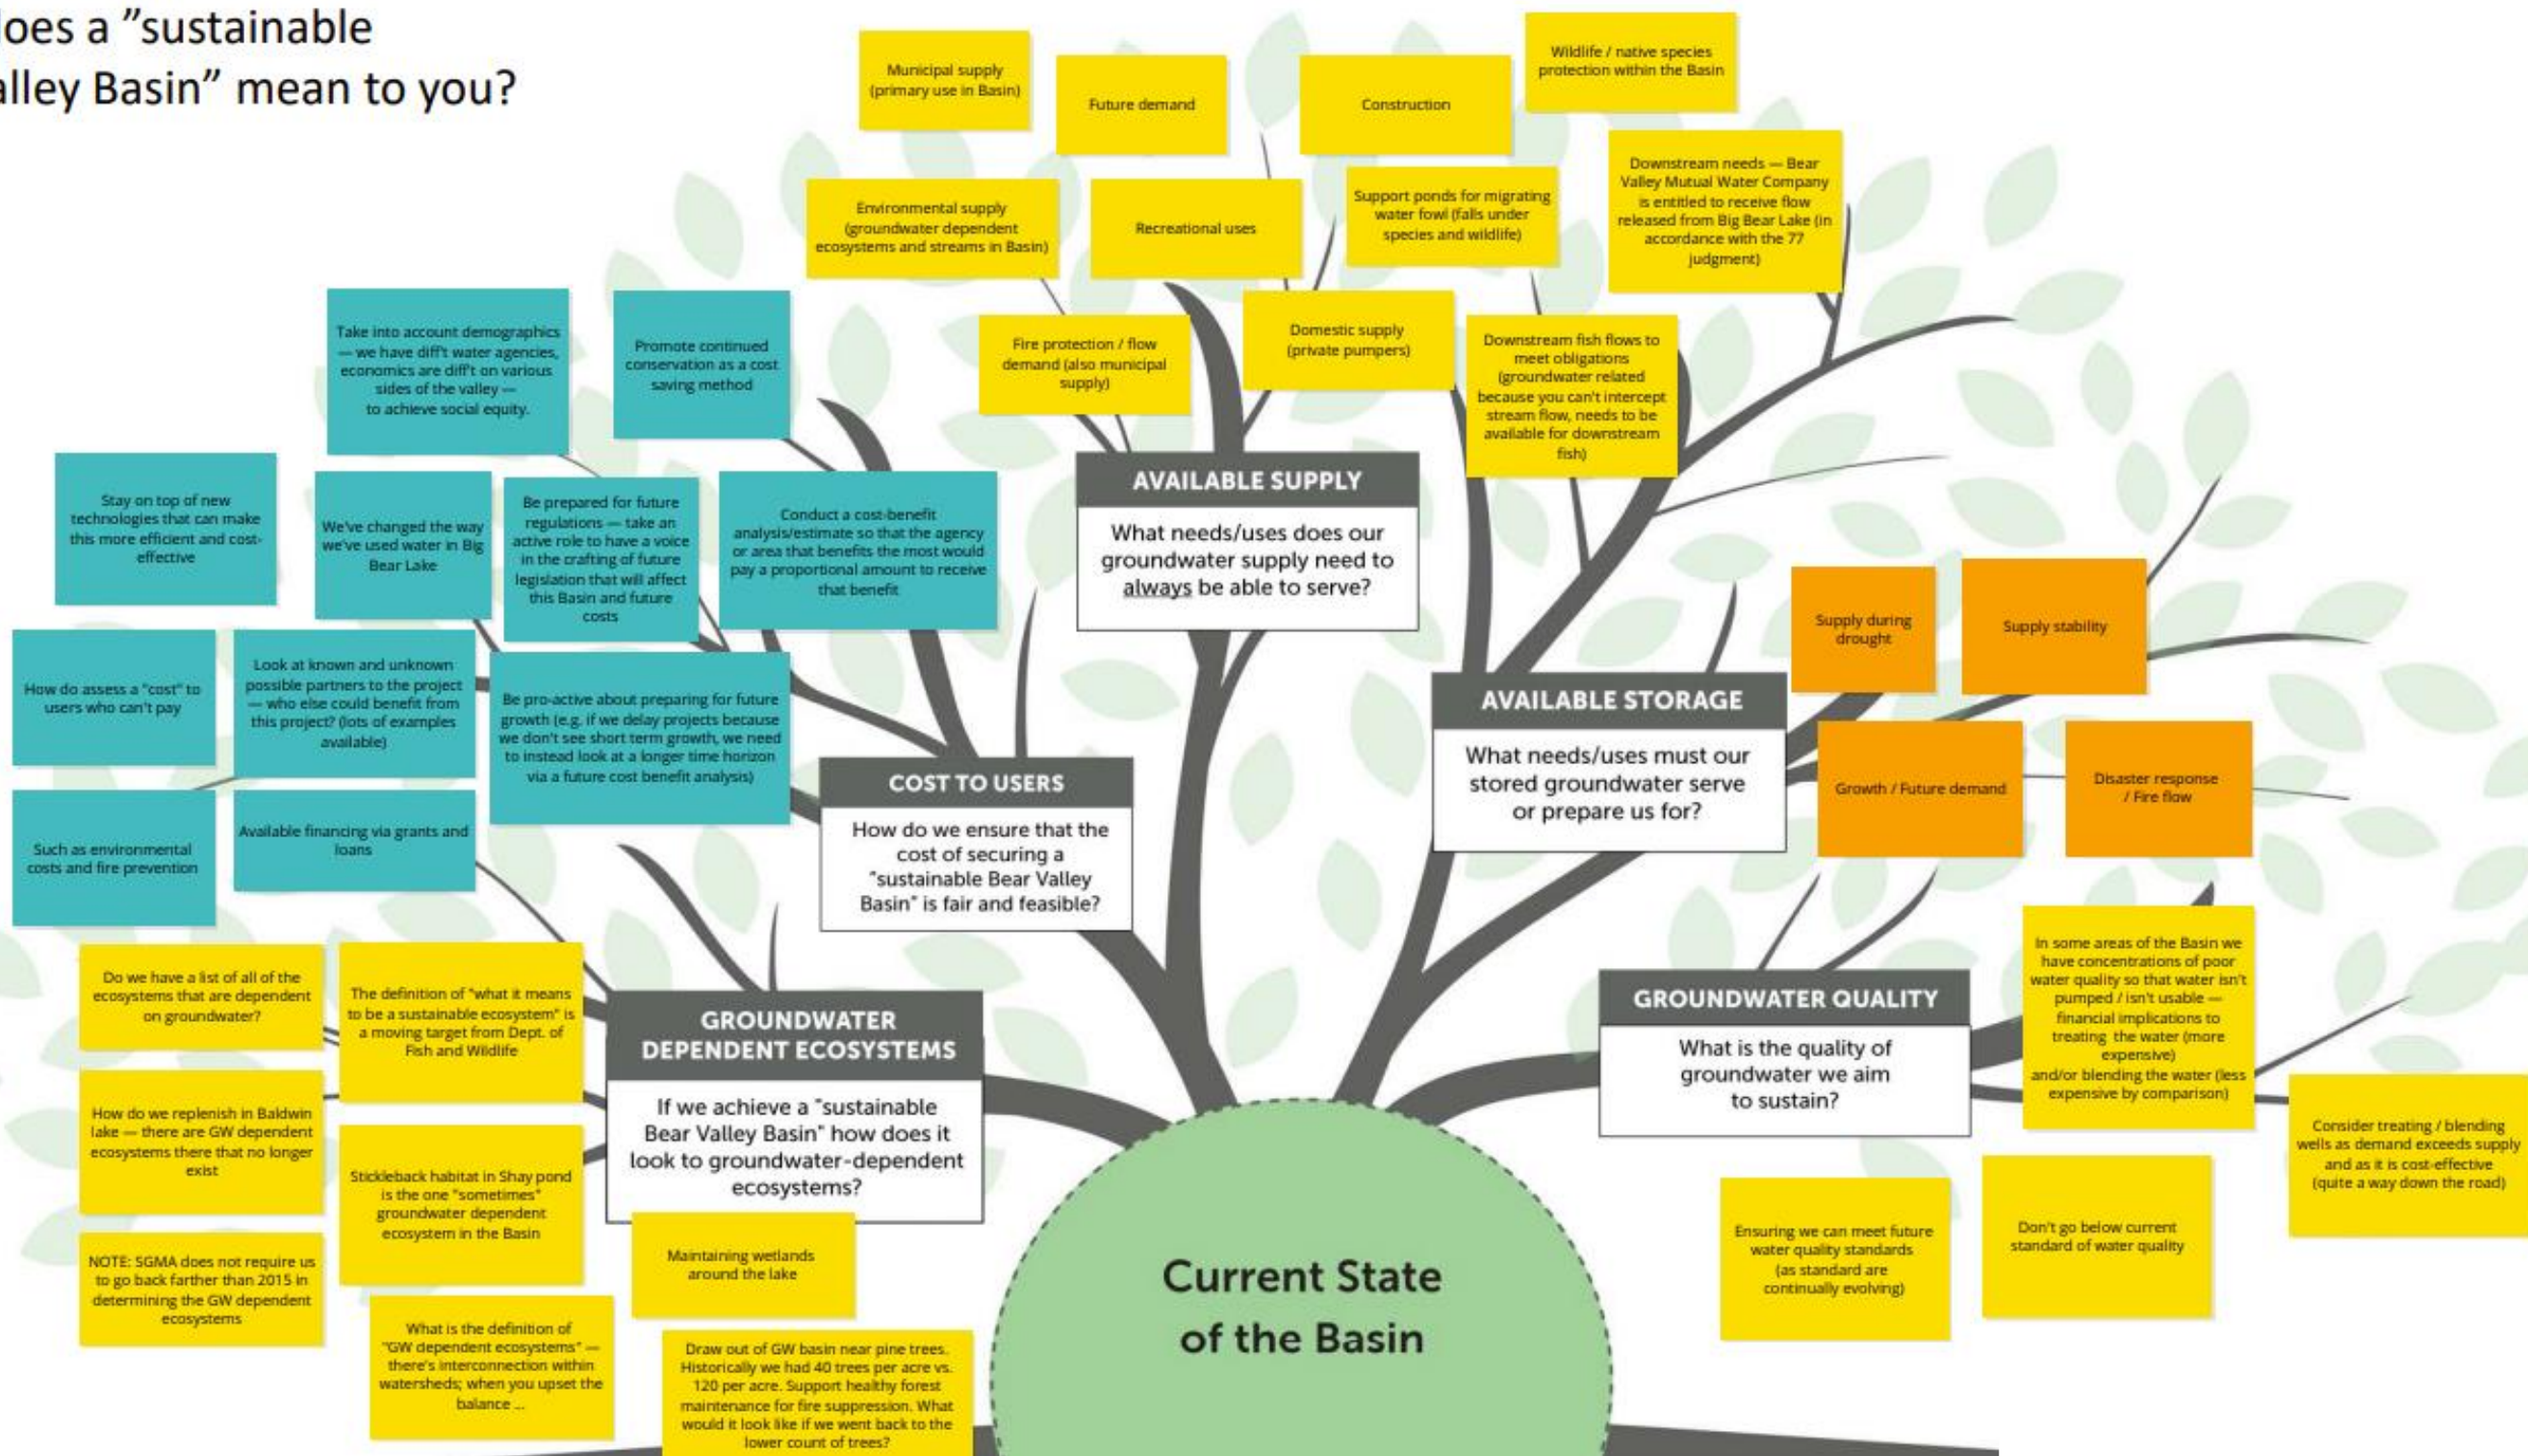 does a ”sustainable
alley Basin” mean to you?
Municipal supply
(primary use in Basin)
Future demand
Construction
Wildlife / native species
protection within the Basin
Environmental supply
(groundwater dependent
ecosystems and streams in Basin)
Recreational uses
Support ponds for migrating
water fowl (falls under
species and wildlife)
Downstream needs — Bear
Valley Mutual Water Company
is entitled to receive flow
released from Big Bear Lake (in
accordance with the 77
judgment)
Fire protection / flow
demand (also municipal
supply)
Domestic supply
(private pumpers)
Downstream fish flows to
meet obligations
(groundwater related
because you can't intercept
stream flow, needs to be
available for downstream
fish)
AVAILABLE SUPPLY
What needs/uses does our
groundwater supply need to
always be able to serve?
Take into account demographics
— we have diff't water agencies,
economics are diff't on various
sides of the valley —
to achieve social equity.
Promote continued
conservation as a cost
saving method
Stay on top of new
technologies that can make
this more efficient and cost-
effective
We've changed the way
we've used water in Big
Bear Lake
Be prepared for future
regulations — take an
active role to have a voice
in the crafting of future
legislation that will affect
this Basin and future
costs
Conduct a cost-benefit
analysis/estimate so that the agency
or area that benefits the most would
pay a proportional amount to receive
that benefit
How do assess a "cost" to
users who can't pay
Look at known and unknown
possible partners to the project
— who else could benefit from
this project? (lots of examples
available)
Be pro-active about preparing for future
growth (e.g. if we delay projects because
we don't see short term growth, we need
to instead look at a longer time horizon
via a future cost benefit analysis)
Such as environmental
costs and fire prevention
Available financing via grants and
loans
COST TO USERS
How do we ensure that the
cost of securing a
"sustainable Bear Valley
Basin" is fair and feasible?
AVAILABLE STORAGE
What needs/uses must our
stored groundwater serve
or prepare us for?
Supply during
drought
Supply stability
Growth / Future demand
Disaster response
/ Fire flow
Do we have a list of all of the
ecosystems that are dependent
on groundwater?
The definition of "what it means
to be a sustainable ecosystem" is
a moving target from Dept. of
Fish and Wildlife
How do we replenish in Baldwin
lake — there are GW dependent
ecosystems there that no longer
exist
Stickleback habitat in Shay pond
is the one "sometimes"
groundwater dependent
ecosystem in the Basin
NOTE: SGMA does not require us
to go back farther than 2015 in
determining the GW dependent
ecosystems
What is the definition of
"GW dependent ecosystems" —
there's interconnection within
watersheds; when you upset the
balance ...
GROUNDWATER
DEPENDENT ECOSYSTEMS
If we achieve a "sustainable
Bear Valley Basin" how does it
look to groundwater-dependent
ecosystems?
Maintaining wetlands
around the lake
Draw out of GW basin near pine trees.
Historically we had 40 trees per acre vs.
120 per acre. Support healthy forest
maintenance for fire suppression. What
would it look like if we went back to the
lower count of trees?
GROUNDWATER QUALITY
What is the quality of
groundwater we aim
to sustain?
In some areas of the Basin we
have concentrations of poor
water quality so that water isn't
pumped / isn't usable —
financial implications to
treating the water (more
expensive)
and/or blending the water (less
expensive by comparison)
Consider treating / blending
wells as demand exceeds supply
and as it is cost-effective
(quite a way down the road)
Ensuring we can meet future
water quality standards
(as standard are
continually evolving)
Don't go below current
standard of water quality
Current State
of the Basin